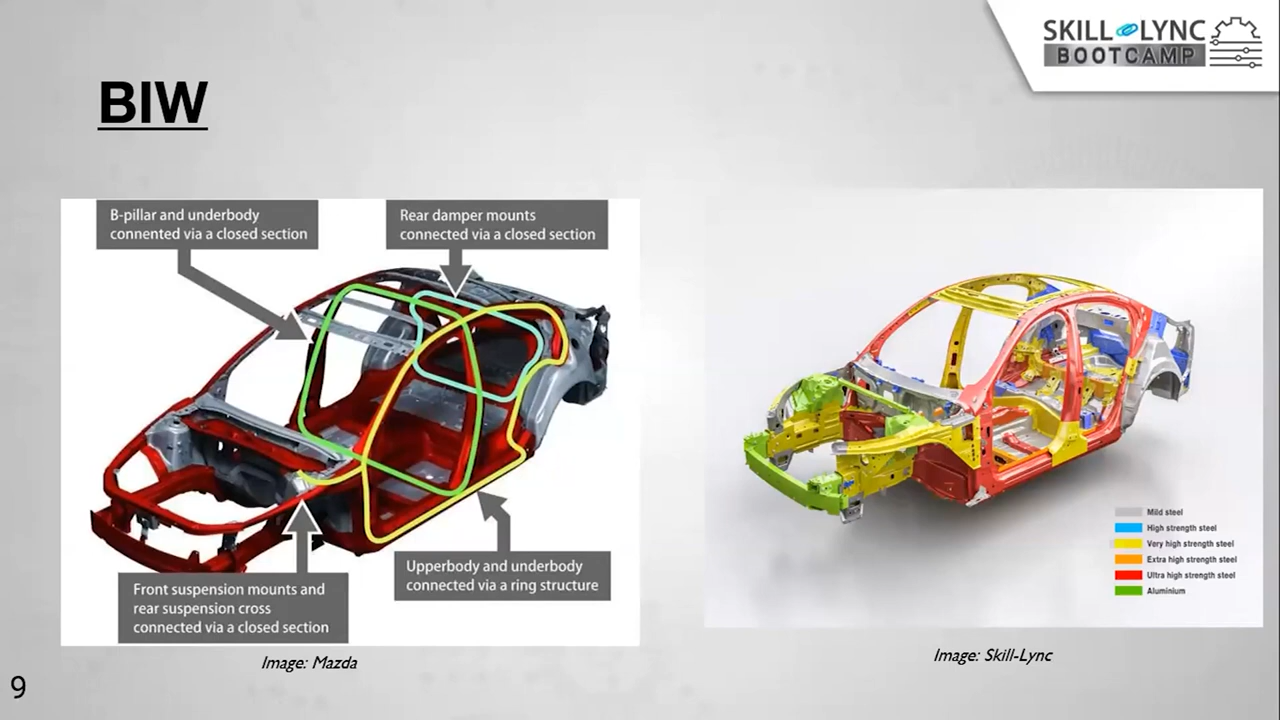 SKILL LYNC
BOOTCAMP
BIW
B-pillar and underbody
connented via a closed section
Rear damper mounts
connected via a closed section
Upperbody and underbody
connected via a ring structure
Front suspension mounts and
rear suspension cross
connected via a closed section
Image: Mazda
Mild steel
High strength steel
Very high strength steel
Extra high strength steel
Ultra high strength steel
Aluminium
Image: Skill-Lync
9